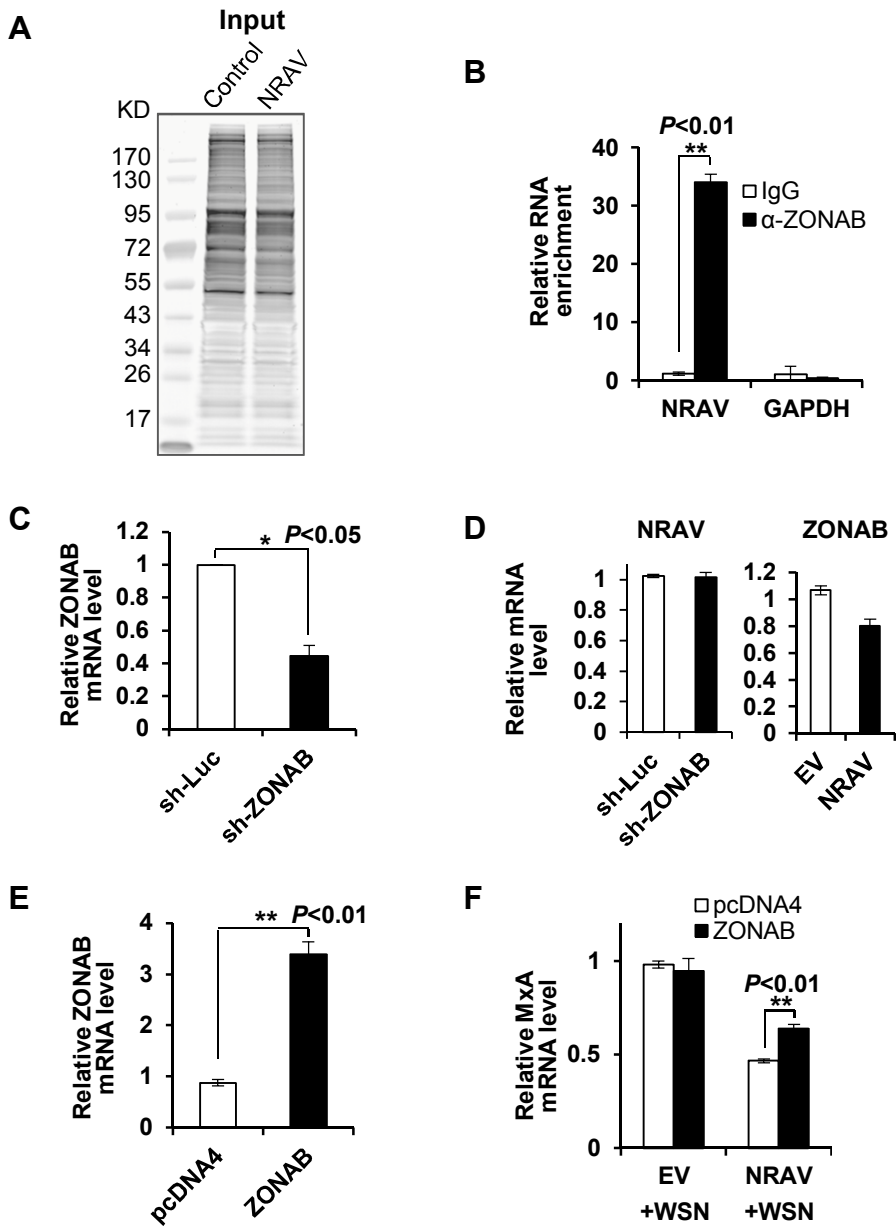 A
Input
Control
NRAV
KD
170
130
95
72
55
43
34
26
17
B
P<0.01
**
40
30
20
10
0
Relative RNA
enrichment
IgG
α-ZONAB
NRAV GAPDH
C
1.2
1
0.8
0.6
0.4
0.2
0
Relative ZONAB
mRNA level
* P<0.05
sh-Luc
sh-ZONAB
D
NRAV
Relative mRNA
level
1
0.8
0.6
0.4
0.2
0
sh-Luc
sh-ZONAB
ZONAB
1.2
1
0.8
0.6
0.4
0.2
0
EV
NRAV
E
Relative ZONAB
mRNA level
4
3
2
1
0
** P<0.01
pcDNA4
ZONAB
F
pcDNA4
ZONAB
Relative MxA
mRNA level
1
0.5
0
P<0.01
**
EV NRAV
+WSN +WSN